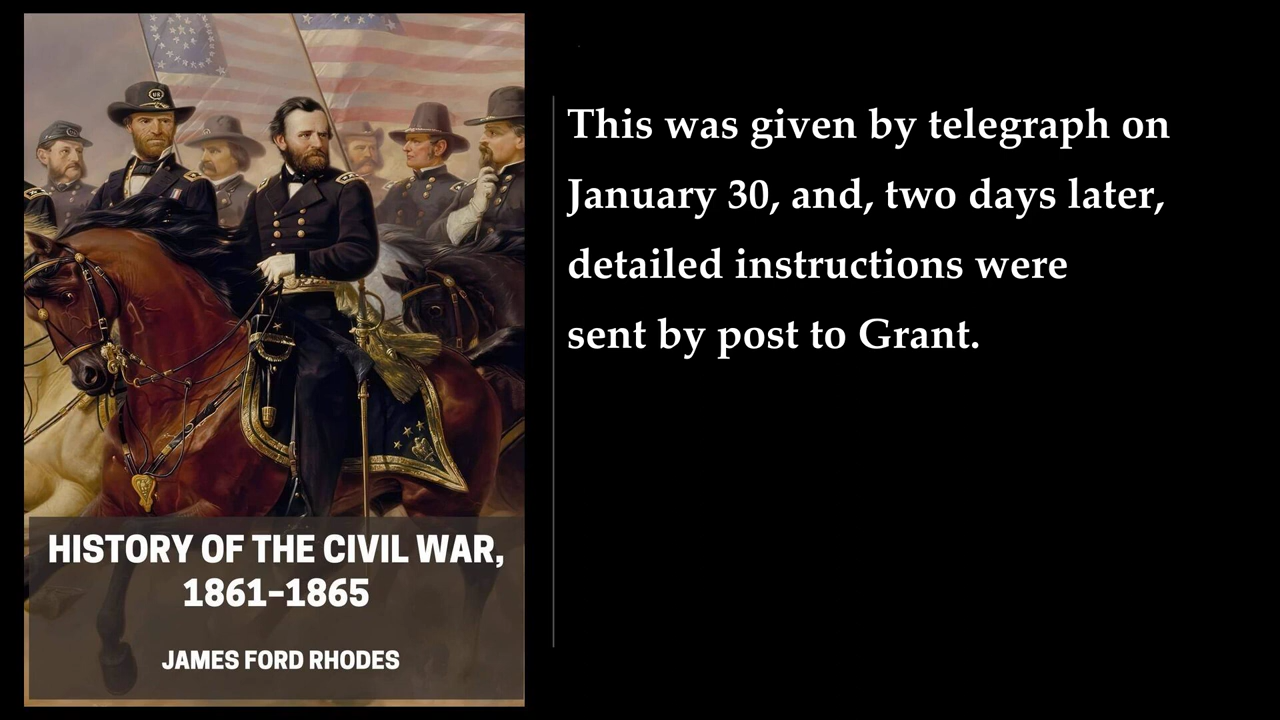 HISTORY OF THE CIVIL WAR,
1861–1865
JAMES FORD RHODES
This was given by telegraph on
January 30, and, two days later,
detailed instructions were
sent by post to Grant.